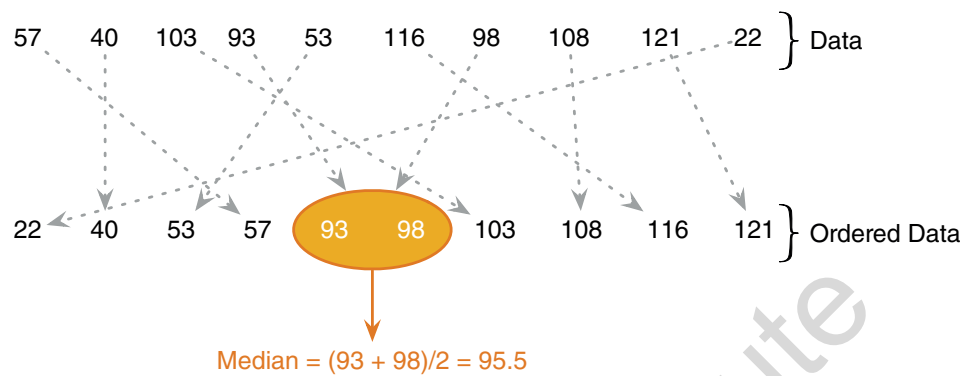 57 40 103 93 53 116 98 108 121 22 Data
22 40 53 57 93 98 103 108 116 121 Ordered Data
Median = (93 + 98)/2 = 95.5